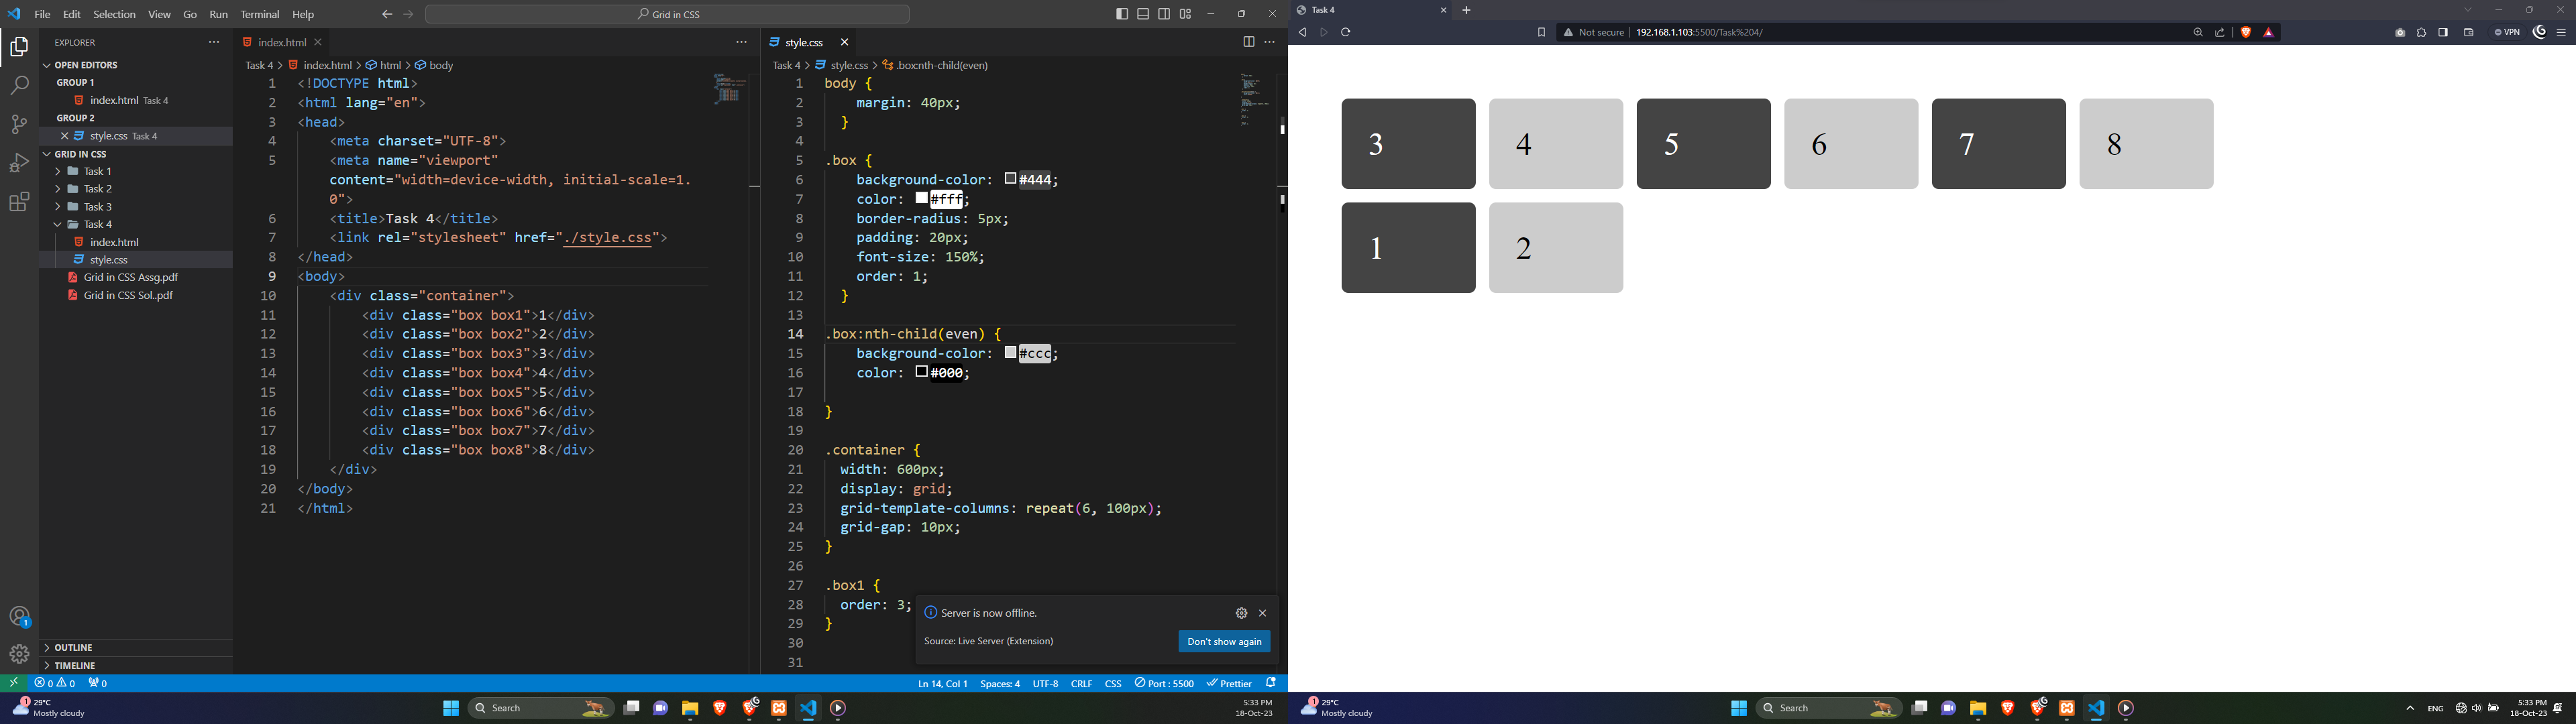 File Edit Selection View Go Run Terminal Help
Grid in CSS
EXPLORER
OPEN EDITORS
GROUP 1
index.html Task 4
GROUP 2
style.css Task 4
GRID IN CSS
Task 1
Task 2
Task 3
Task 4
index.html
style.css
Grid in CSS Assg.pdf
Grid in CSS Sol..pdf
OUTLINE
TIMELINE
index.html
Task 4 > index.html > html > body
1 <!DOCTYPE html>
2 <html lang="en">
3 <head>
4 <meta charset="UTF-8">
5 <meta name="viewport"
content="width=device-width, initial-scale=1.
0">
6 <title>Task 4</title>
7 <link rel="stylesheet" href="./style.css">
8 </head>
9 <body>
10 <div class="container">
11 <div class="box box1">1</div>
12 <div class="box box2">2</div>
13 <div class="box box3">3</div>
14 <div class="box box4">4</div>
15 <div class="box box5">5</div>
16 <div class="box box6">6</div>
17 <div class="box box7">7</div>
18 <div class="box box8">8</div>
19 </div>
20 </body>
21 </html>
style.css
Task 4 > style.css > .box:nth-child(even)
1 body {
2 margin: 40px;
3 }
4
5 .box {
6 background-color: #444;
7 color: #fff;
8 border-radius: 5px;
9 padding: 20px;
10 font-size: 150%;
11 order: 1;
12 }
13
14 .box:nth-child(even) {
15 background-color: #ccc;
16 color: #000;
17
18 }
19
20 .container {
21 width: 600px;
22 display: grid;
23 grid-template-columns: repeat(6, 100px);
24 grid-gap: 10px;
25 }
26
27 .box1 {
28 order: 3;
29 }
30
31
Server is now offline.
Source: Live Server (Extension)
Don't show again
1
0 0 0
Ln 14, Col 1 Spaces: 4 UTF-8 CRLF CSS Port : 5500 Prettier
1
29°C
Mostly cloudy
Search
5:33 PM
18-Oct-23
Task 4
Not secure 192.168.1.103:5500/Task%204/
VPN
3 4 5 6 7 8
1 2
1
29°C
Mostly cloudy
Search
ENG
5:33 PM
18-Oct-23